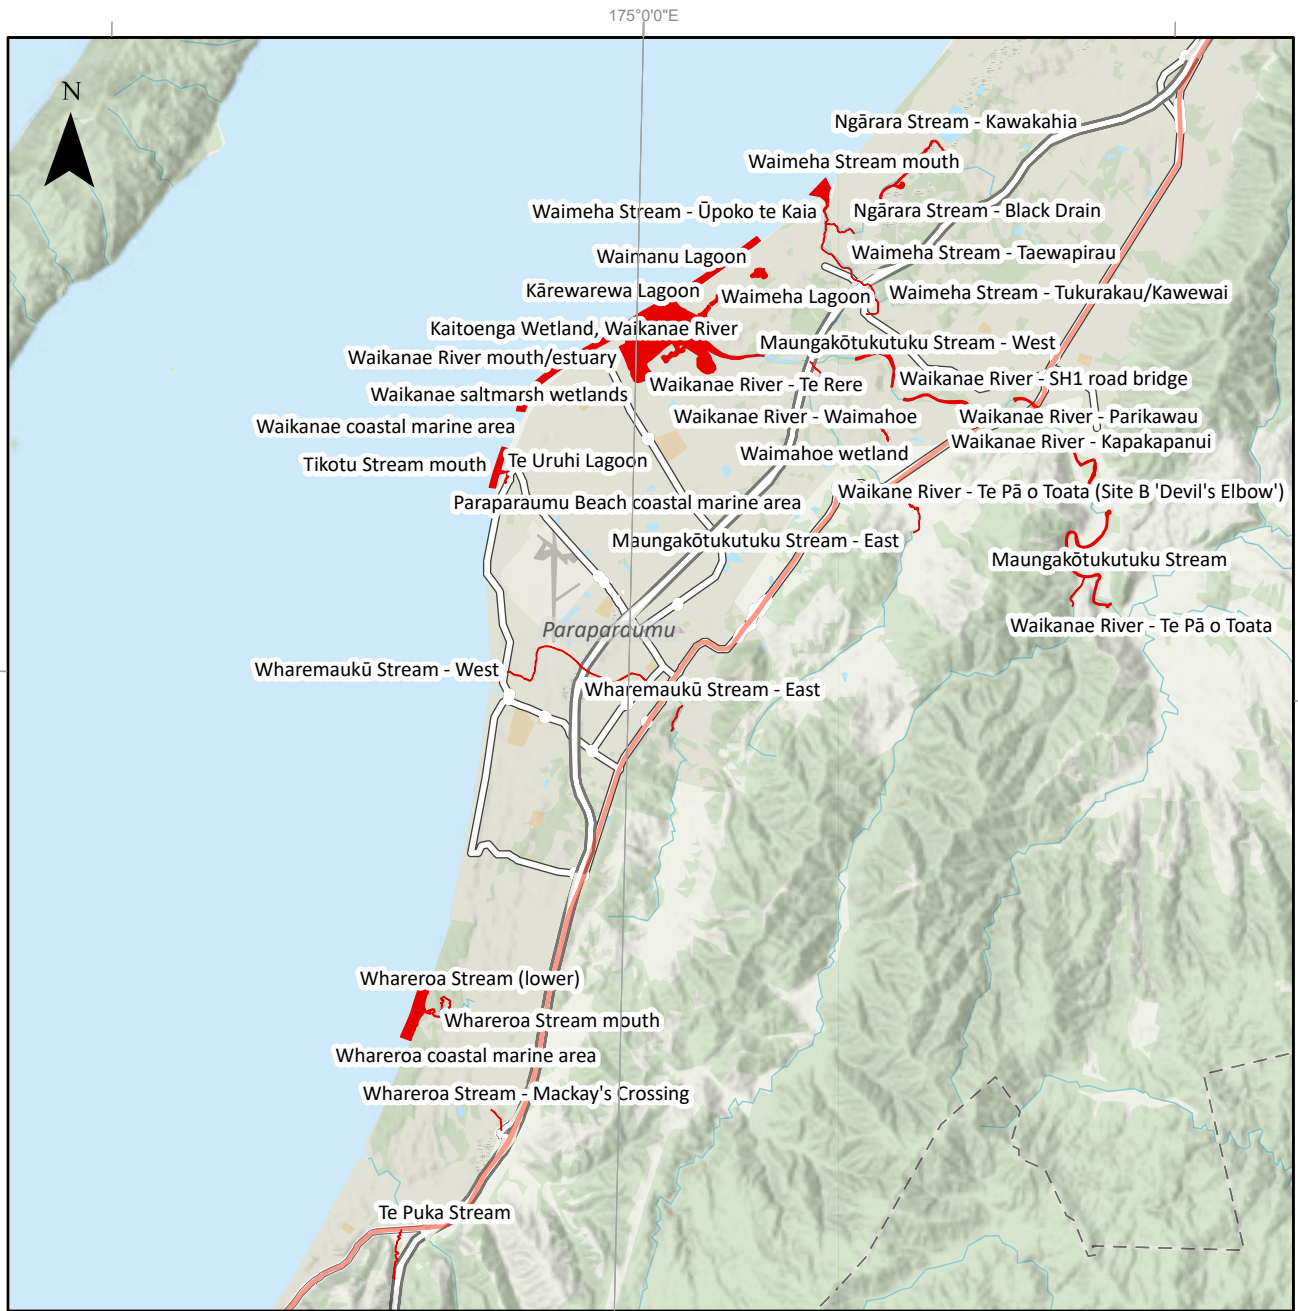 175°0'0"E
N
Ngārara Stream - Kawakahia
Waimeha Stream mouth
Waimeha Stream - Ūpoko te Kaia
Ngārara Stream - Black Drain
Waimanu Lagoon
Waimeha Stream - Taewapirau
Kārewarewa Lagoon
Waimeha Lagoon
Waimeha Stream - Tukurakau/Kawewai
Kaitoenga Wetland, Waikanae River
Maungakōtukutuku Stream - West
Waikanae River mouth/estuary
Waikanae River - Te Rere
Waikanae River - SH1 road bridge
Waikanae saltmarsh wetlands
Waikanae River - Waimahoe
Waikanae River - Parikawau
Waikanae coastal marine area
Waikanae River - Kapakapanui
Waimahoe wetland
Tikotu Stream mouth
Te Uruhi Lagoon
Waikane River - Te Pā o Toata (Site B 'Devil's Elbow')
Paraparaumu Beach coastal marine area
Maungakōtukutuku Stream - East
Maungakōtukutuku Stream
Waikanae River - Te Pā o Toata
Paraparaumu
Wharemaukū Stream - West
Wharemaukū Stream - East
Whareroa Stream (lower)
Whareroa Stream mouth
Whareroa coastal marine area
Whareroa Stream - Mackay's Crossing
Te Puka Stream